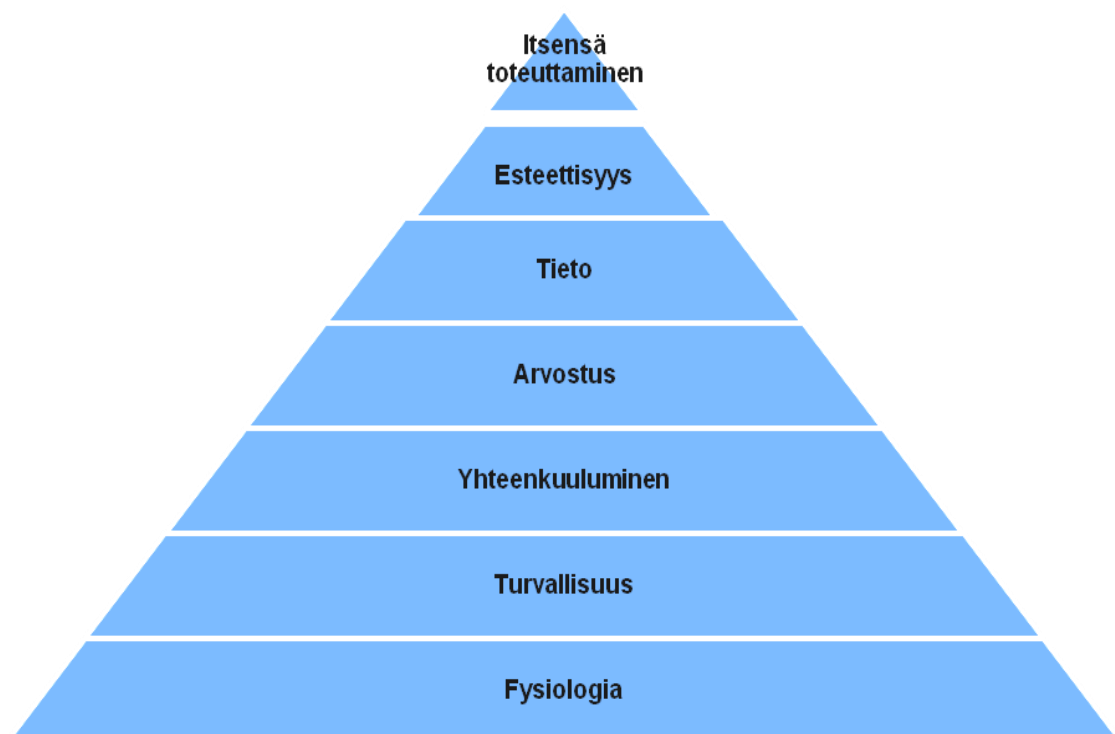 Itsensä
toteuttaminen
Esteettisyys
Tieto
Arvostus
Yhteenkuuluminen
Turvallisuus
Fysiologia